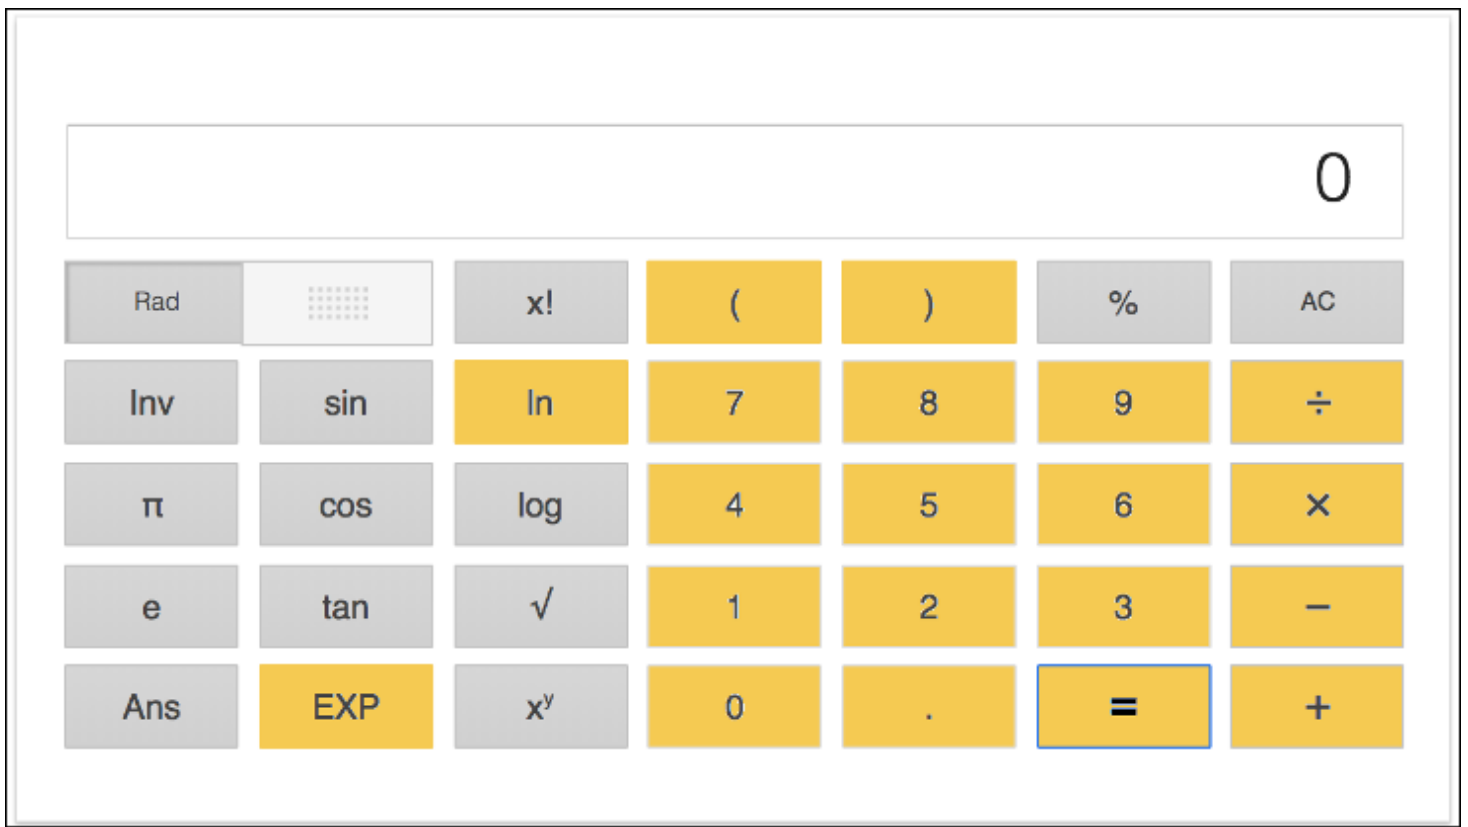 0
Rad x! ( ) % AC
Inv sin ln 7 8 9 ÷
π cos log 4 5 6 ×
e tan √ 1 2 3 −
Ans EXP xʸ 0 . = +